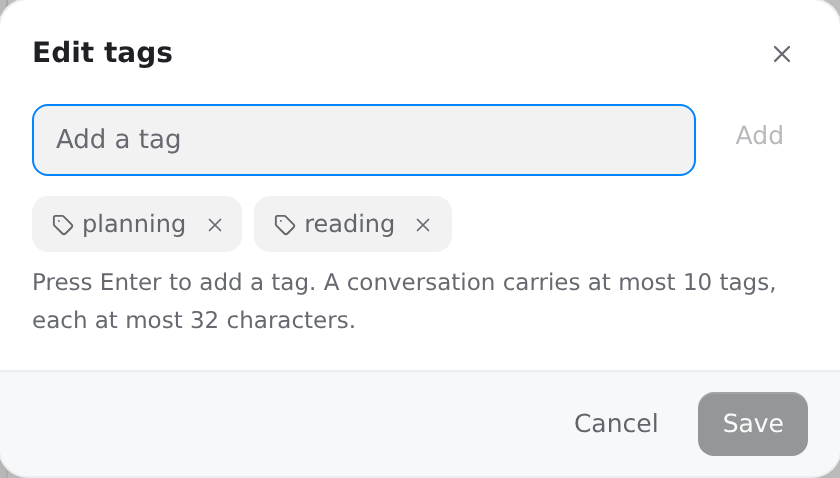 Edit tags
Add a tag
Add
planning
reading
Press Enter to add a tag. A conversation carries at most 10 tags,
each at most 32 characters.
Cancel
Save